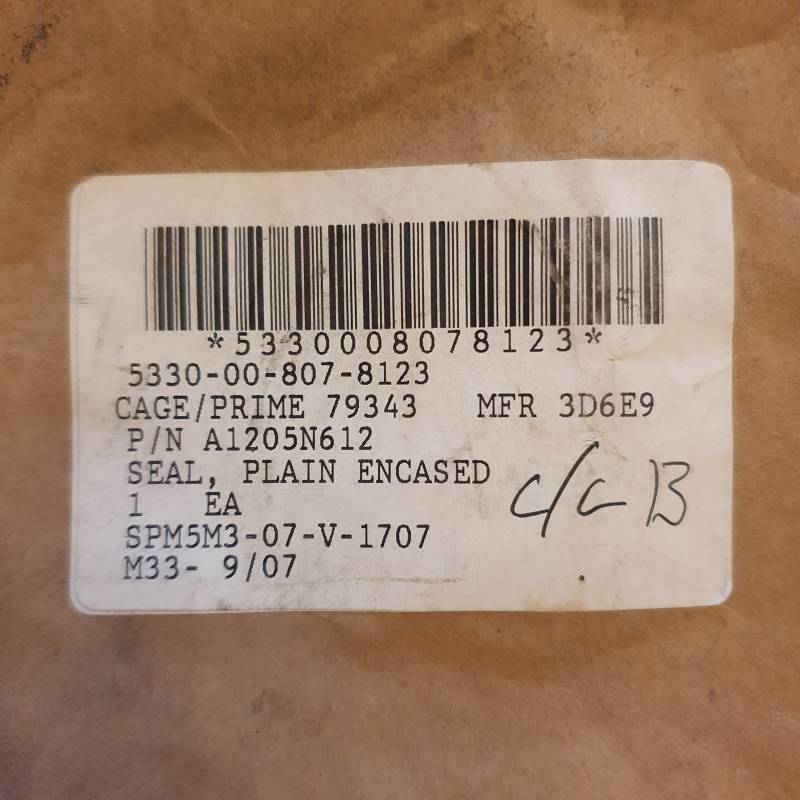 *5330008078123*
5330-00-807-8123
CAGE/PRIME 79343 MFR 3D6E9
P/N A1205N612
SEAL, PLAIN ENCASED
1 EA
C/C B
SPM5M3-07-V-1707
M33- 9/07